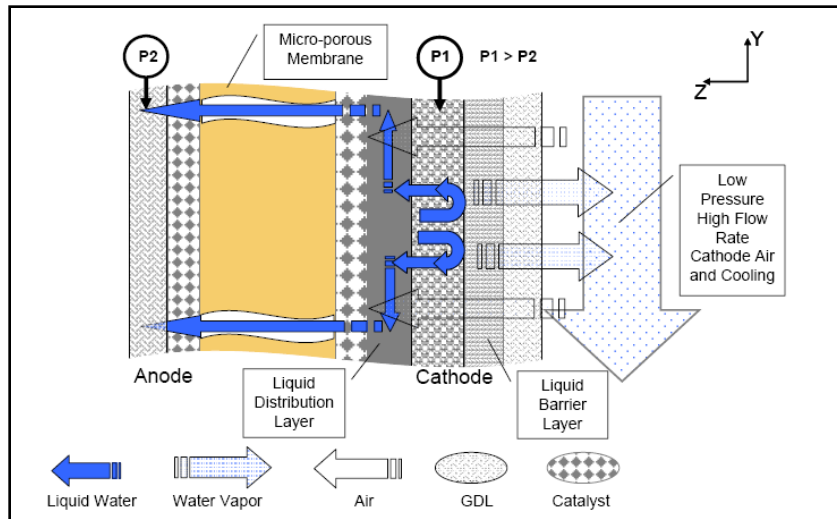 P2
Micro-porous
Membrane
P1
P1 > P2
Y
Z
Low
Pressure
High Flow
Rate
Cathode Air
and Cooling
Anode
Cathode
Liquid
Distribution
Layer
Liquid
Barrier
Layer
Liquid Water
Water Vapor
Air
GDL
Catalyst